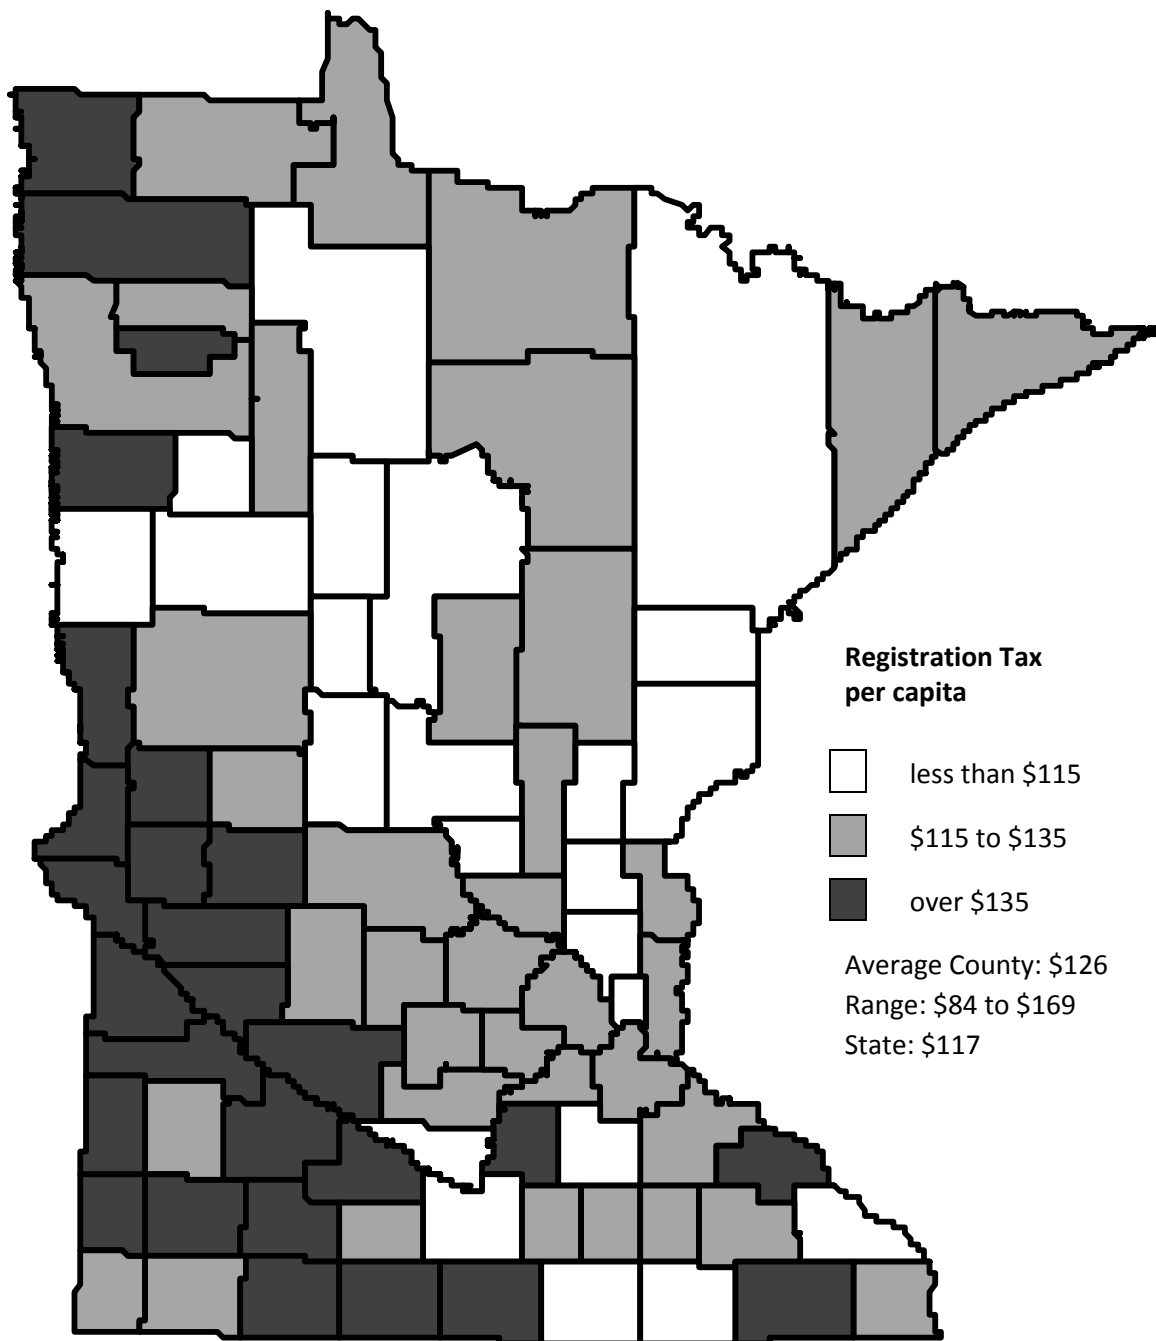 Registration Tax
per capita
less than $115
$115 to $135
over $135
Average County: $126
Range: $84 to $169
State: $117